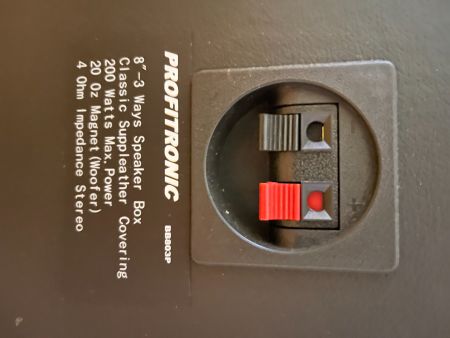 PROFITRONIC BB803P
8"-3 Ways Speaker Box
Classic Suppleather Covering
200 Watts Max. Power
20 Oz Magnet (Woofer)
4 Ohm Impedance Stereo